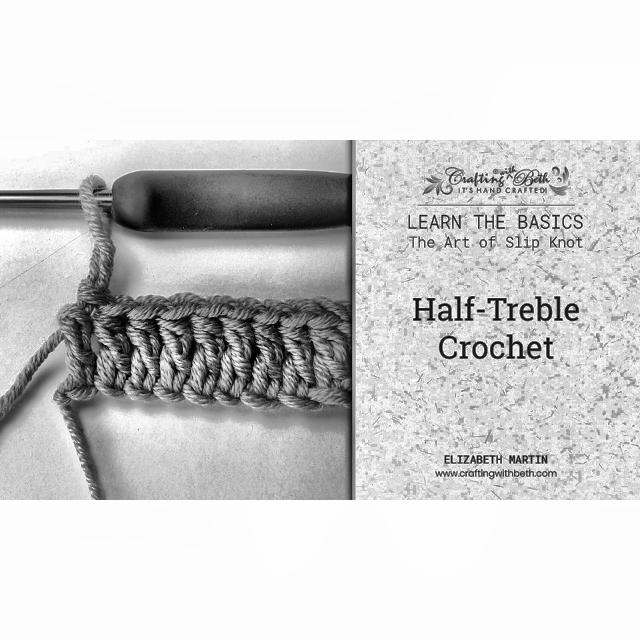 Crafting with Beth
IT'S HAND CRAFTED!
LEARN THE BASICS
The Art of Slip Knot
Half-Treble
Crochet
ELIZABETH MARTIN
www.craftingwithbeth.com